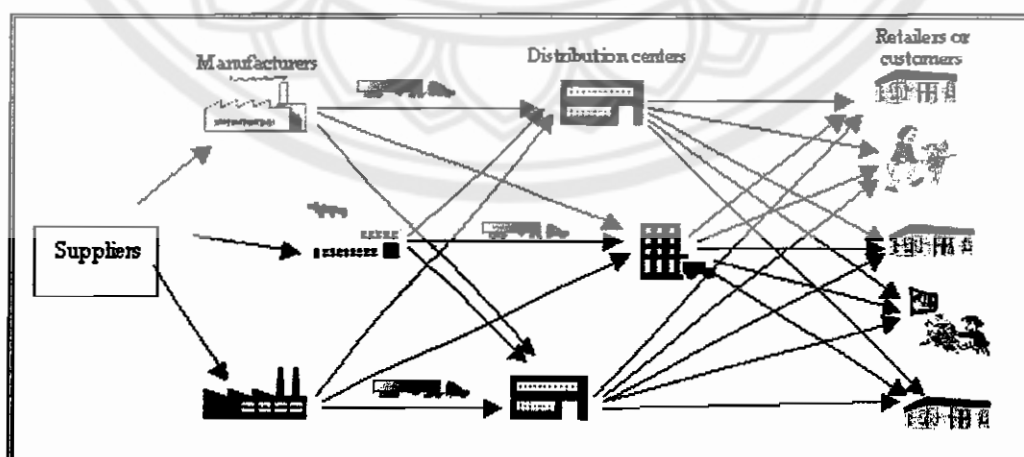 Retailers or
customers
Manufacturers
Distribution centers
Suppliers